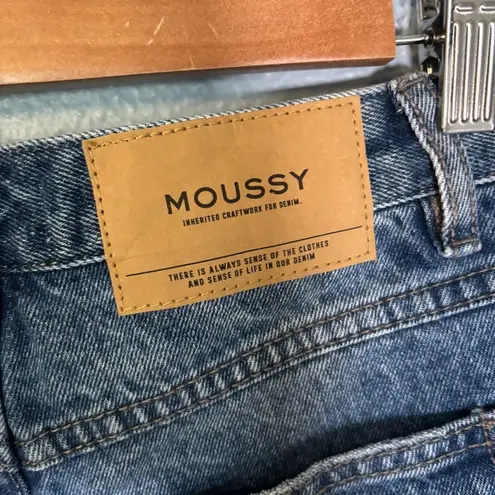 MOUSSY
INHERITED CRAFTWORK FOR DENIM.
THERE IS ALWAYS SENSE OF THE CLOTHES
AND SENSE OF LIFE IN OUR DENIM